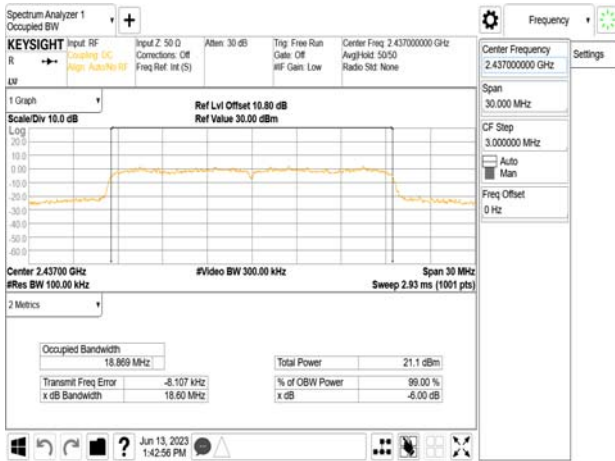 Spectrum Analyzer 1
Occupied BW
Frequency
KEYSIGHT
R
Input: RF
Coupling: DC
Align: Auto/No RF
Input Z: 50 Ω
Corrections: Off
Freq Ref: Int (S)
Atten: 30 dB
Trig: Free Run
Gate: Off
#IF Gain: Low
Center Freq: 2.437000000 GHz
Avg|Hold: 50/50
Radio Std: None
Center Frequency
2.437000000 GHz
Settings
Span
30.000 MHz
CF Step
3.000000 MHz
Auto
Man
Freq Offset
0 Hz
1 Graph
Scale/Div 10.0 dB
Ref Lvl Offset 10.80 dB
Ref Value 30.00 dBm
Log
20.0
10.0
0.00
-10.0
-20.0
-30.0
-40.0
-50.0
-60.0
Center 2.43700 GHz
#Res BW 100.00 kHz
#Video BW 300.00 kHz
Span 30 MHz
Sweep 2.93 ms (1001 pts)
2 Metrics
Occupied Bandwidth
18.869 MHz
Total Power 21.1 dBm
Transmit Freq Error -8.107 kHz
% of OBW Power 99.00 %
x dB Bandwidth 18.60 MHz
x dB -6.00 dB
?
Jun 13, 2023
1:42:56 PM